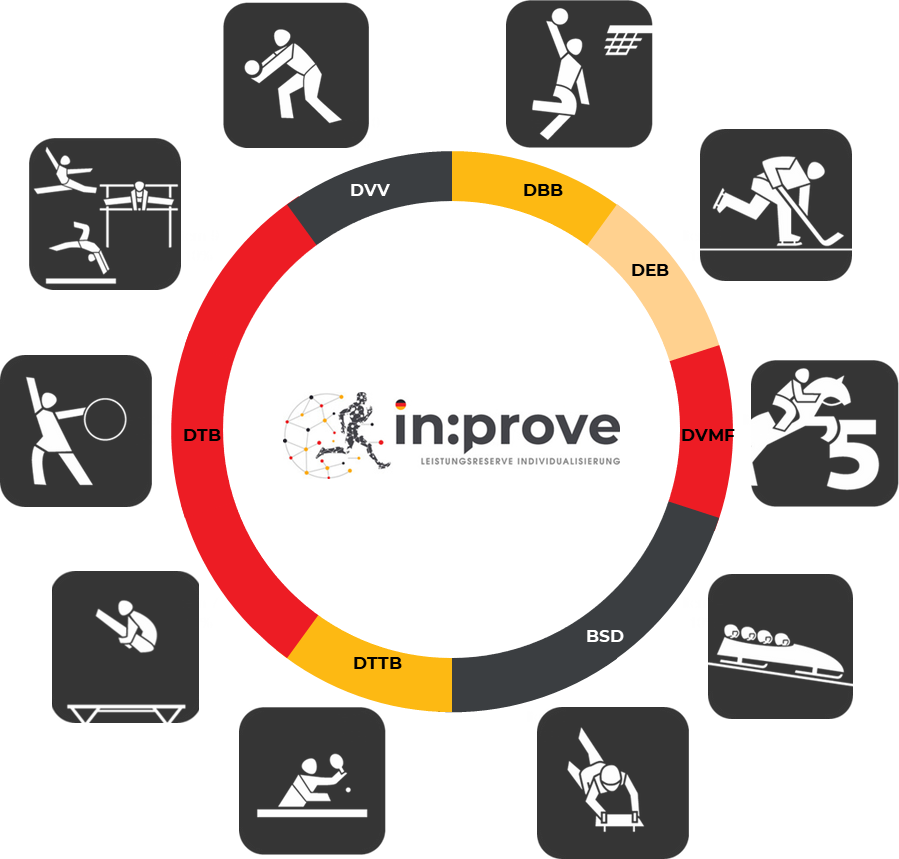 DVV
DBB
DEB
DTB
in:prove
LEISTUNGSRESERVE INDIVIDUALISIERUNG
DVMF
5
BSD
DTTB